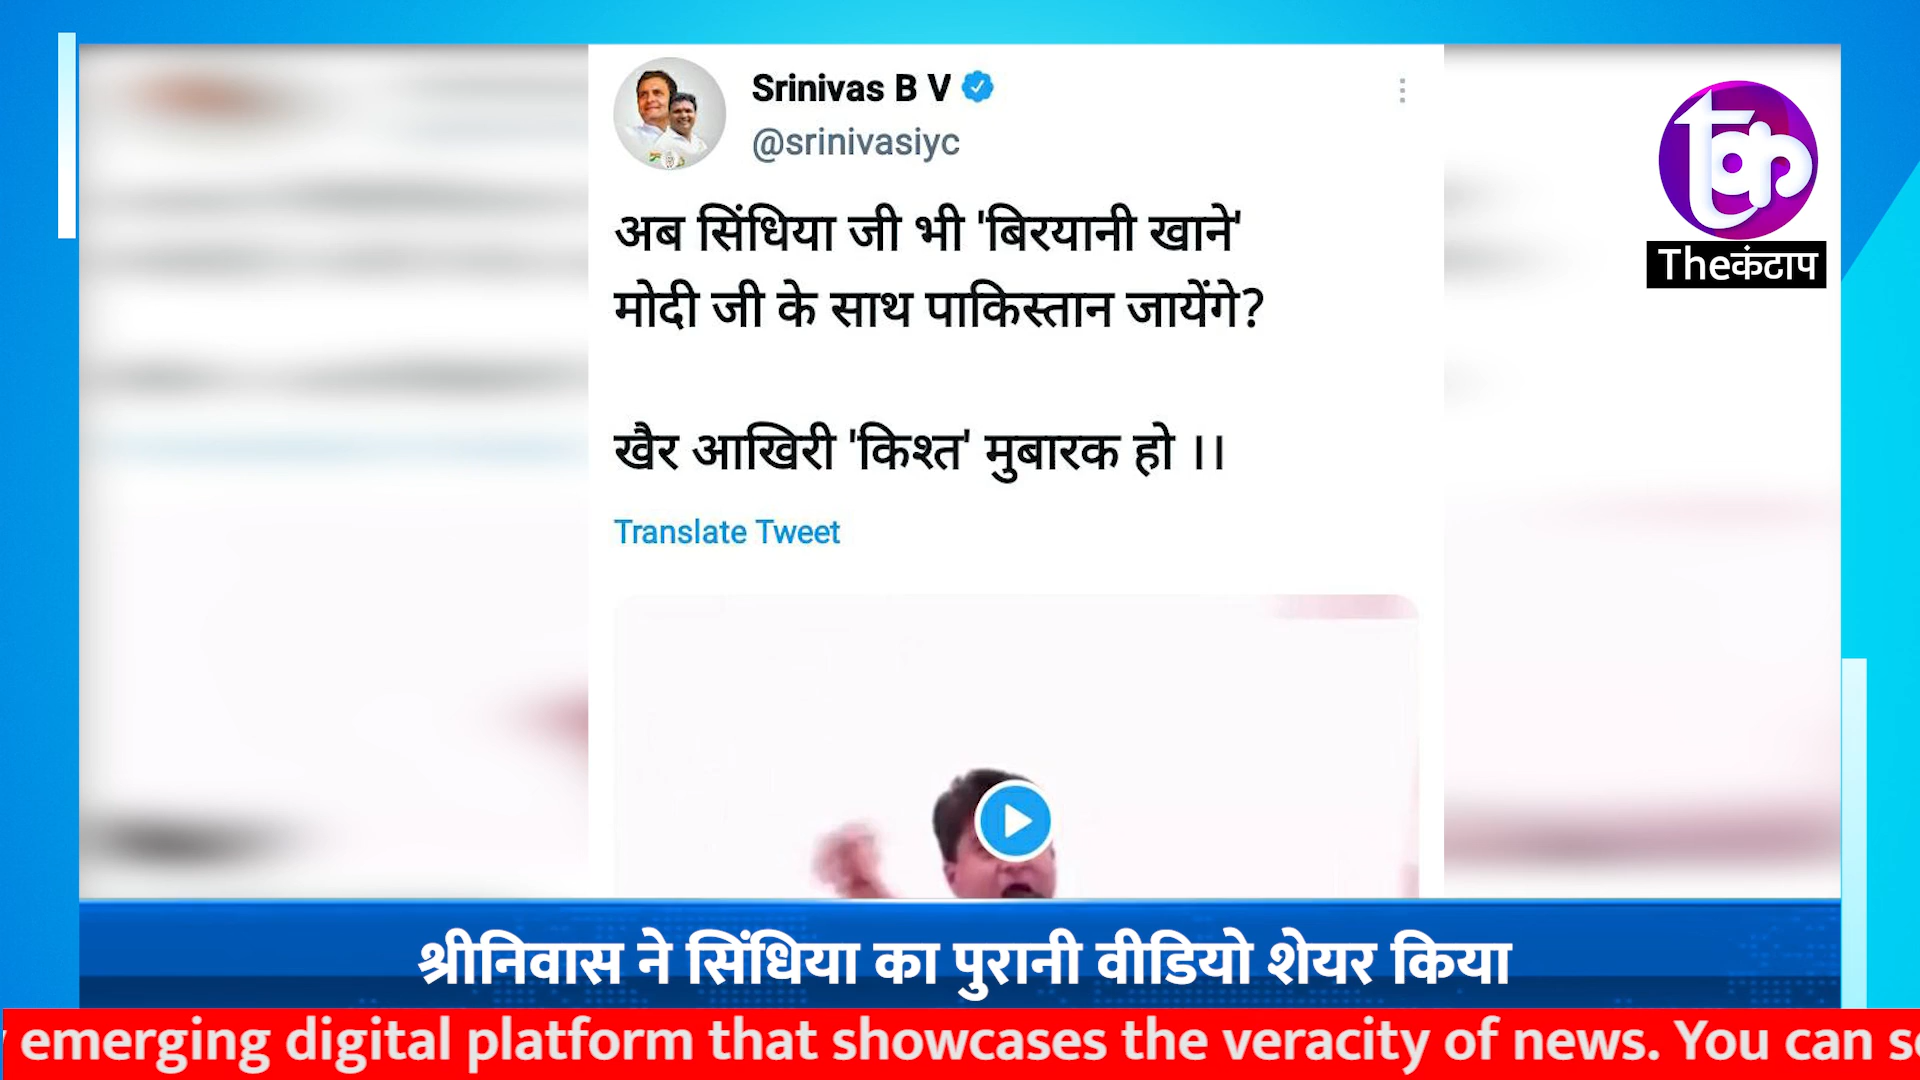 Srinivas B V
@srinivasiyc
अब सिंधिया जी भी 'बिरयानी खाने'
मोदी जी के साथ पाकिस्तान जायेंगे?
खैर आखिरी 'किश्त' मुबारक हो ।।
Translate Tweet
tक
Theकंटाप
श्रीनिवास ने सिंधिया का पुरानी वीडियो शेयर किया
emerging digital platform that showcases the veracity of news. You can